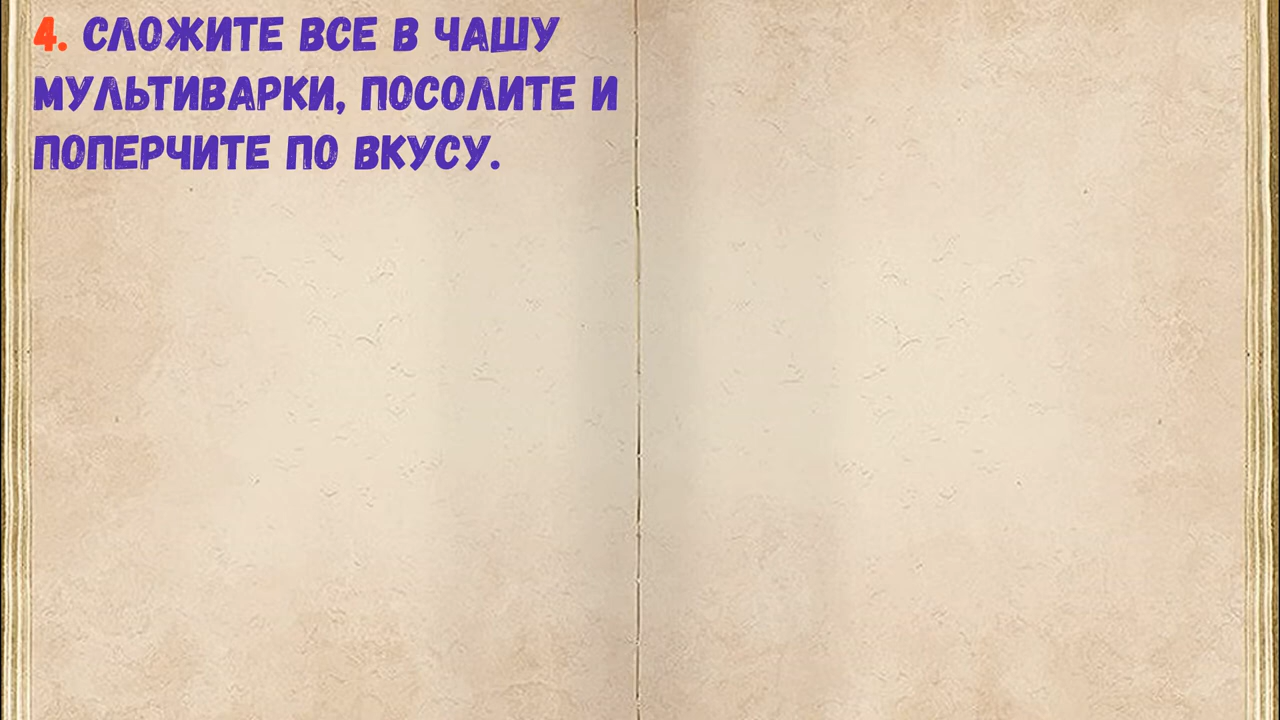 4. СЛОЖИТЕ ВСЕ В ЧАШУ
МУЛЬТИВАРКИ, ПОСОЛИТЕ И
ПОПЕРЧИТЕ ПО ВКУСУ.